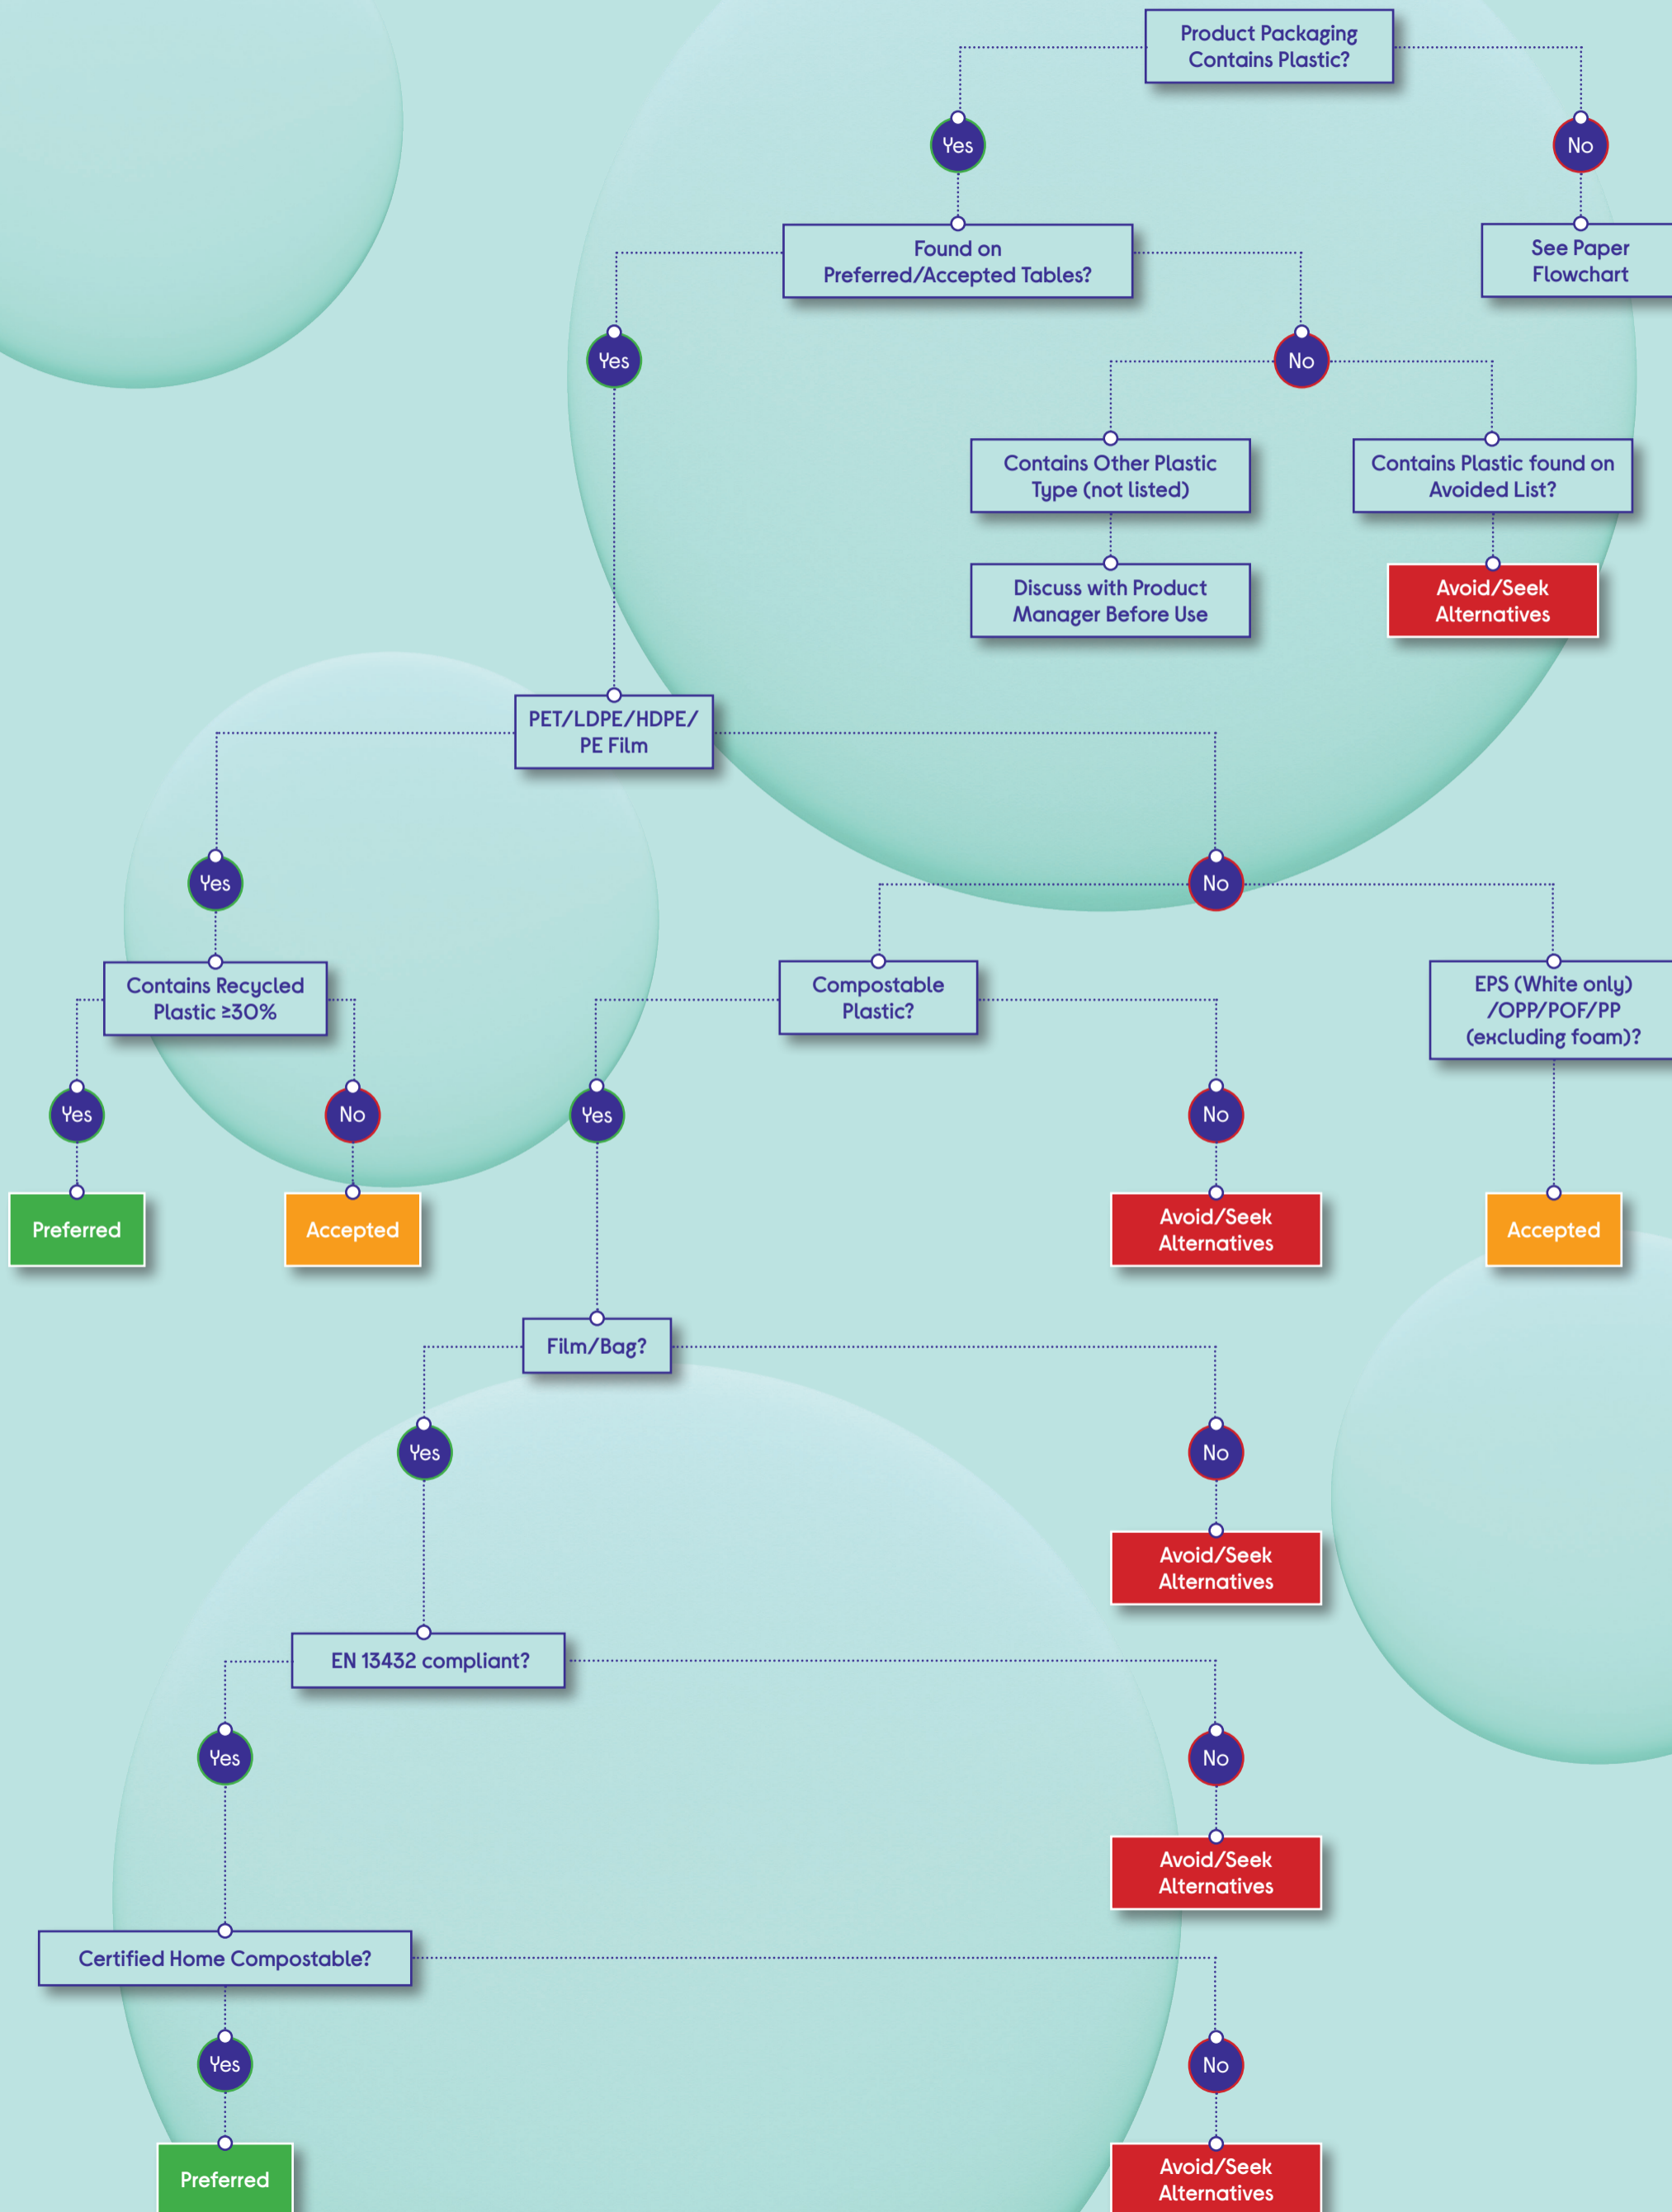 Product Packaging
Contains Plastic?
Yes
No
Found on
Preferred/Accepted Tables?
See Paper
Flowchart
Yes
No
Contains Other Plastic
Type (not listed)
Contains Plastic found on
Avoided List?
Discuss with Product
Manager Before Use
Avoid/Seek
Alternatives
PET/LDPE/HDPE/
PE Film
Yes
No
Contains Recycled
Plastic ≥30%
Compostable
Plastic?
EPS (White only)
/OPP/POF/PP
(excluding foam)?
Yes
No
Yes
No
Preferred
Accepted
Avoid/Seek
Alternatives
Accepted
Film/Bag?
Yes
No
Avoid/Seek
Alternatives
EN 13432 compliant?
Yes
No
Avoid/Seek
Alternatives
Certified Home Compostable?
Yes
No
Preferred
Avoid/Seek
Alternatives